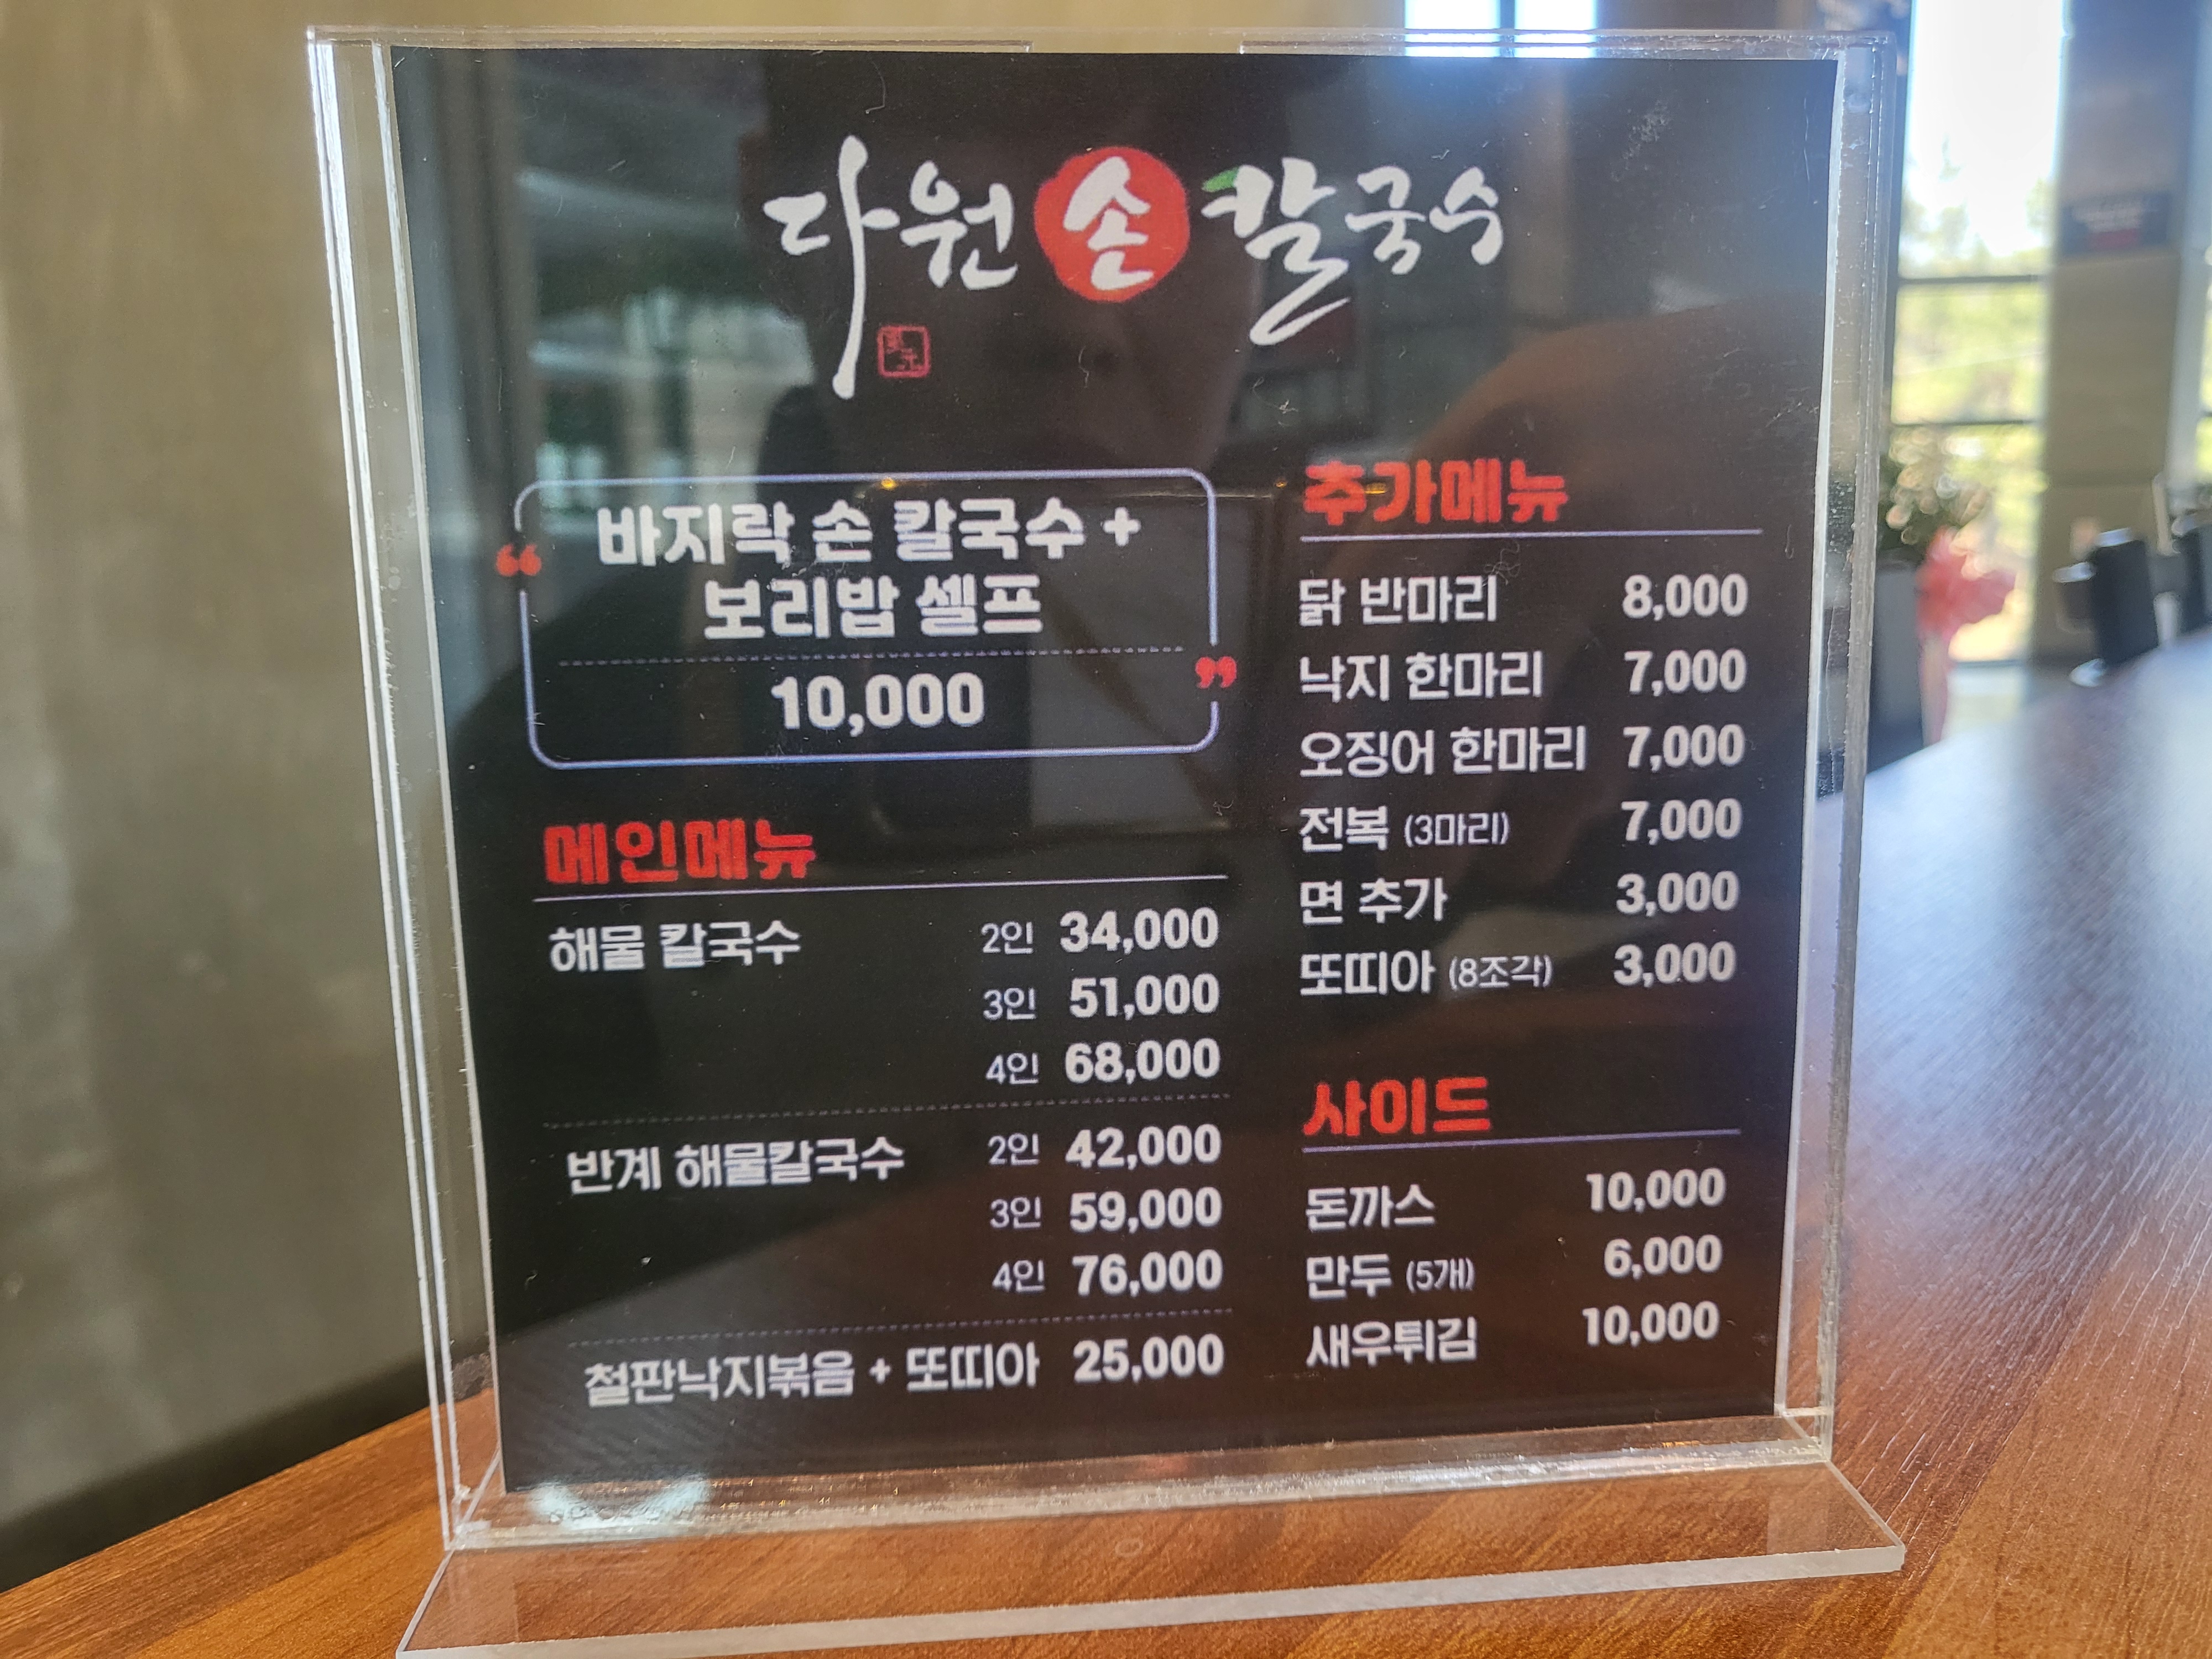 다원 손 칼국수
바지락 손 칼국수 +
보리밥 셀프
10,000
메인메뉴
해물 칼국수 2인 34,000
3인 51,000
4인 68,000
반계 해물칼국수 2인 42,000
3인 59,000
4인 76,000
철판낙지볶음 + 또띠아 25,000
추가메뉴
닭 반마리 8,000
낙지 한마리 7,000
오징어 한마리 7,000
전복 (3마리) 7,000
면 추가 3,000
또띠아 (8조각) 3,000
사이드
돈까스 10,000
만두 (5개) 6,000
새우튀김 10,000